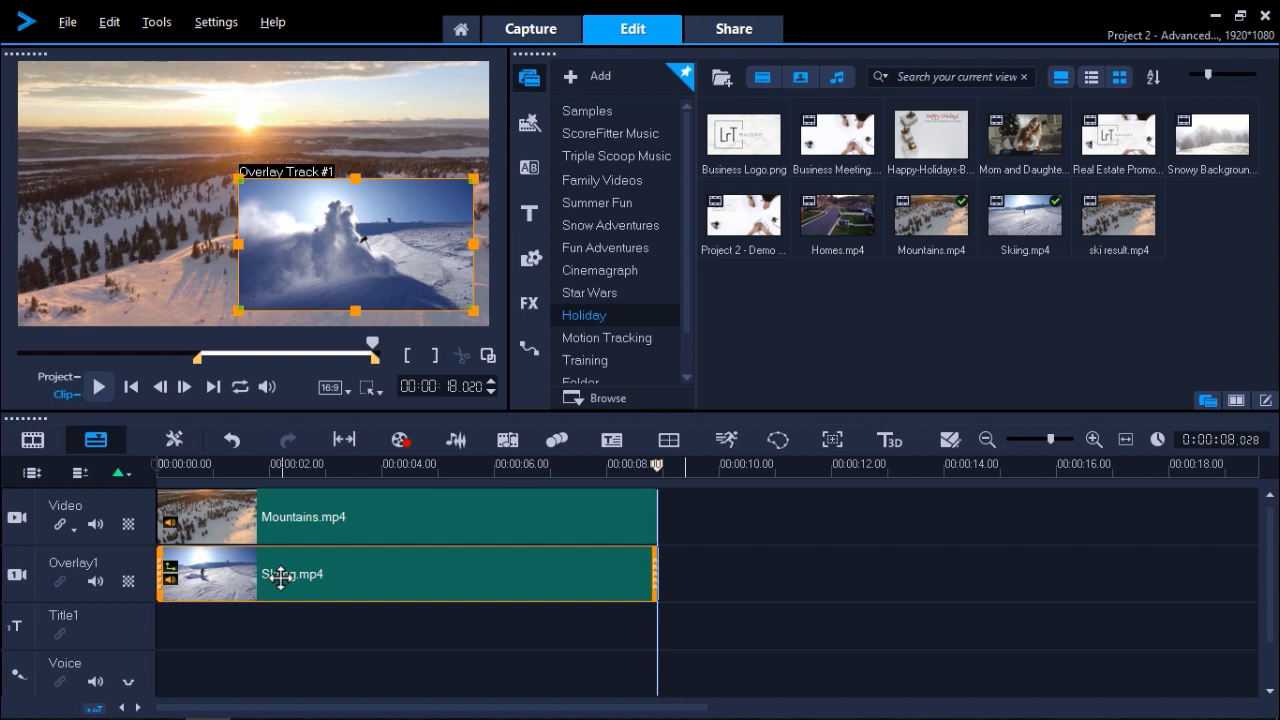 File Edit Tools Settings Help
Capture Edit Share
Project 2 - Advanced..., 1920*1080
Overlay Track #1
Project
Clip
16:9
00:00:18.020
Add
Samples
ScoreFitter Music
Triple Scoop Music
Family Videos
Summer Fun
Snow Adventures
Fun Adventures
Cinemagraph
Star Wars
Holiday
Motion Tracking
Training
Folder
Browse
Search your current view
Business Logo.png Business Meeting.... Happy-Holidays-B... Mom and Daughte... Real Estate Promo... Snowy Backgroun...
Project 2 - Demo ... Homes.mp4 Mountains.mp4 Skiing.mp4 ski result.mp4
T3D
0:00:08.028
00:00:00.00 00:00:02.00 00:00:04.00 00:00:06.00 00:00:08.00 00:00:10.00 00:00:12.00 00:00:14.00 00:00:16.00 00:00:18.00
Video
Mountains.mp4
Overlay1
Skiing.mp4
Title1
Voice
AB
T
FX